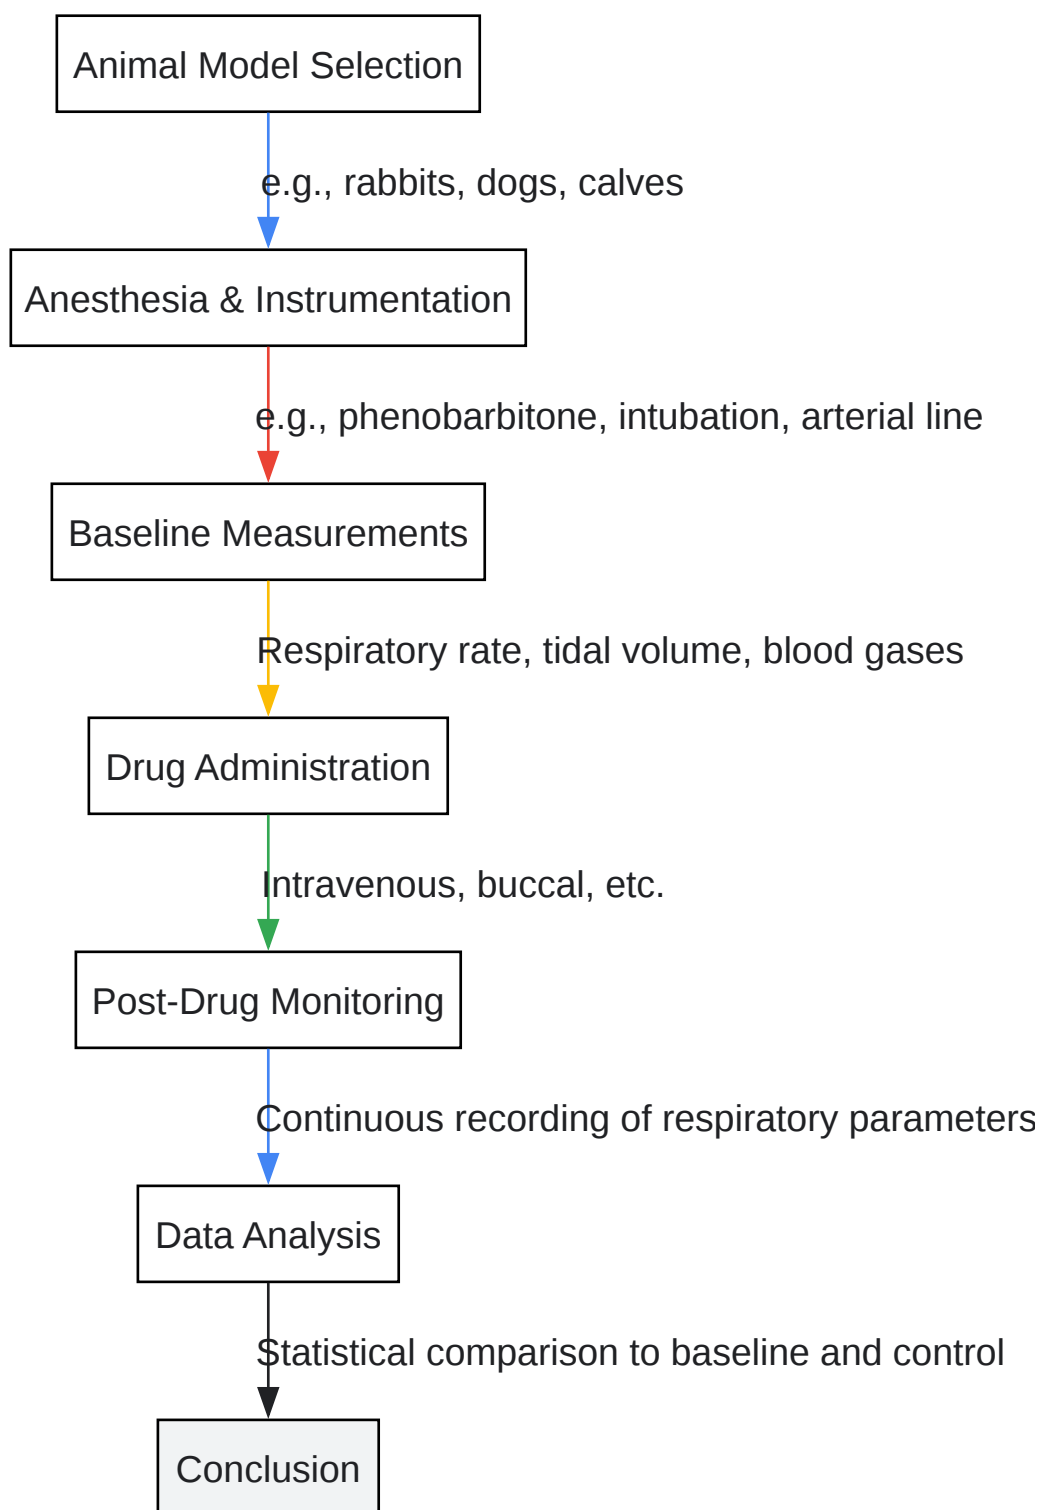 Animal Model Selection
e.g., rabbits, dogs, calves
Anesthesia & Instrumentation
e.g., phenobarbitone, intubation, arterial line
Baseline Measurements
Respiratory rate, tidal volume, blood gases
Drug Administration
Intravenous, buccal, etc.
Post-Drug Monitoring
Continuous recording of respiratory parameters
Data Analysis
Statistical comparison to baseline and control
Conclusion